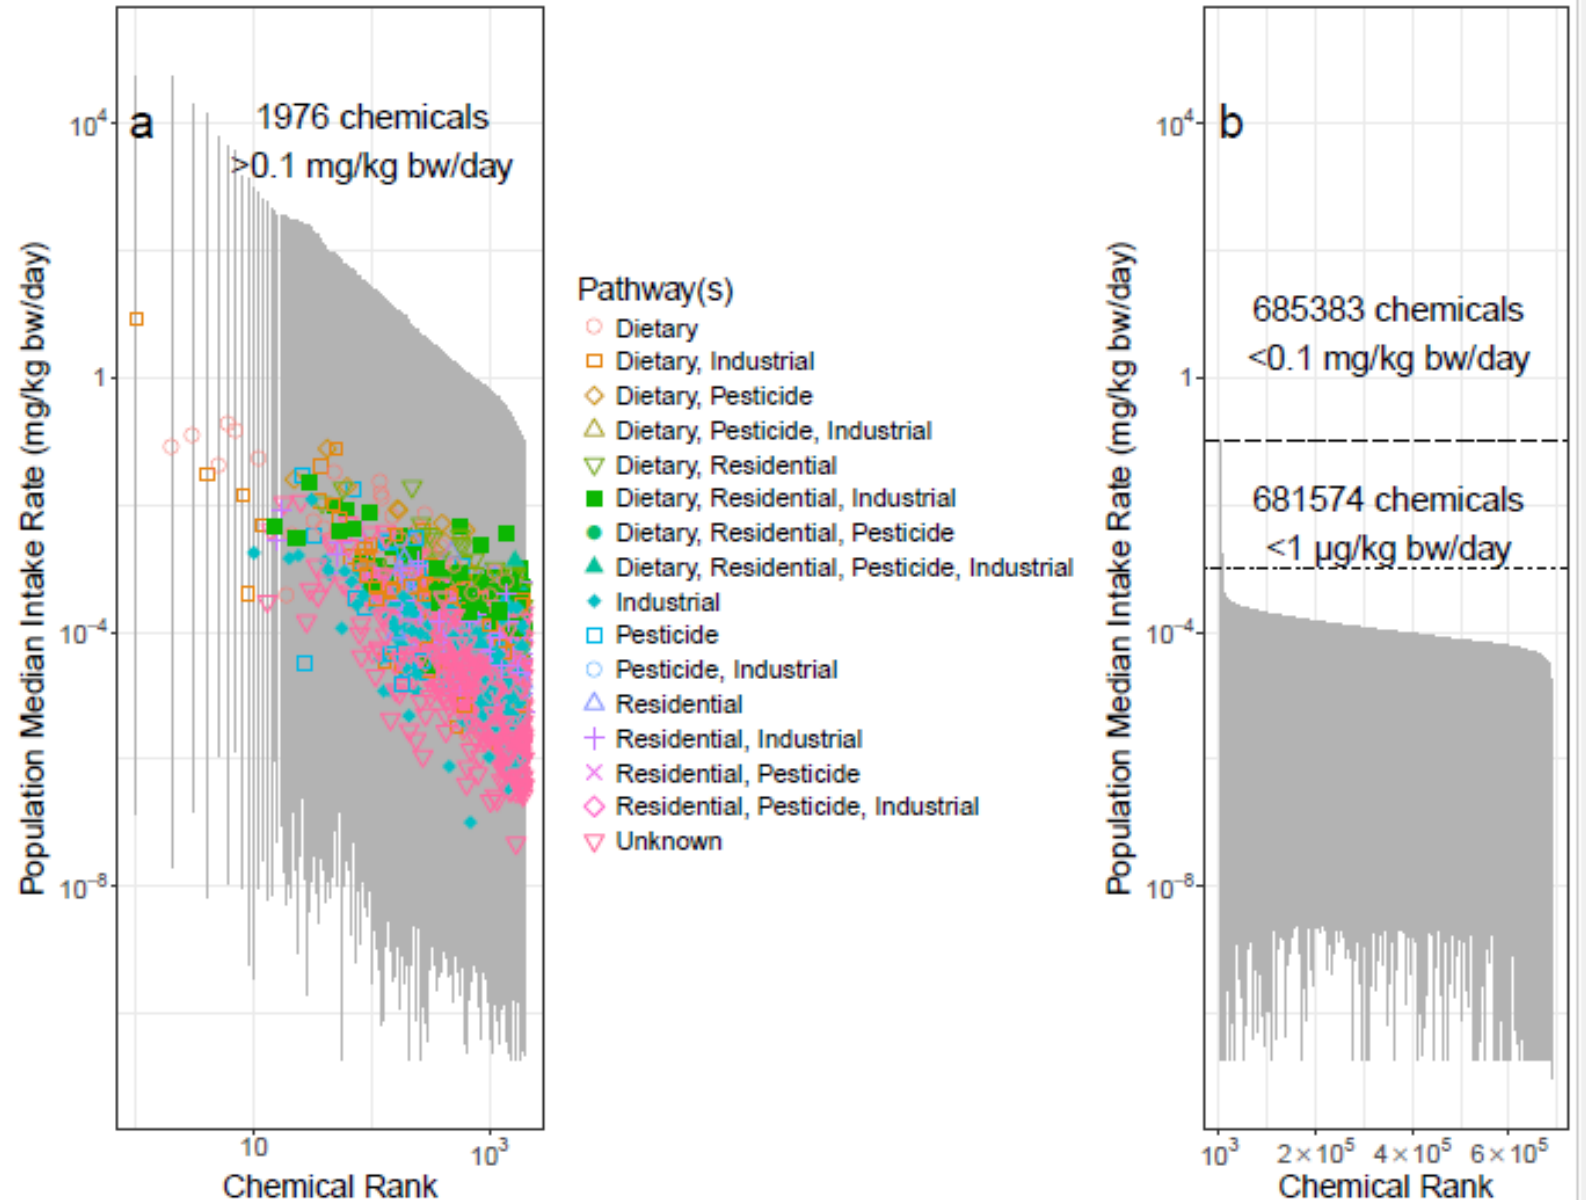 Population Median Intake Rate (mg/kg bw/day)
a
1976 chemicals
>0.1 mg/kg bw/day
10⁴
1
10⁻⁴
10⁻⁸
10
10³
Chemical Rank
Pathway(s)
Dietary
Dietary, Industrial
Dietary, Pesticide
Dietary, Pesticide, Industrial
Dietary, Residential
Dietary, Residential, Industrial
Dietary, Residential, Pesticide
Dietary, Residential, Pesticide, Industrial
Industrial
Pesticide
Pesticide, Industrial
Residential
Residential, Industrial
Residential, Pesticide
Residential, Pesticide, Industrial
Unknown
Population Median Intake Rate (mg/kg bw/day)
b
10⁴
1
10⁻⁴
10⁻⁸
685383 chemicals
<0.1 mg/kg bw/day
681574 chemicals
<1 µg/kg bw/day
10³
2×10⁵
4×10⁵
6×10⁵
Chemical Rank